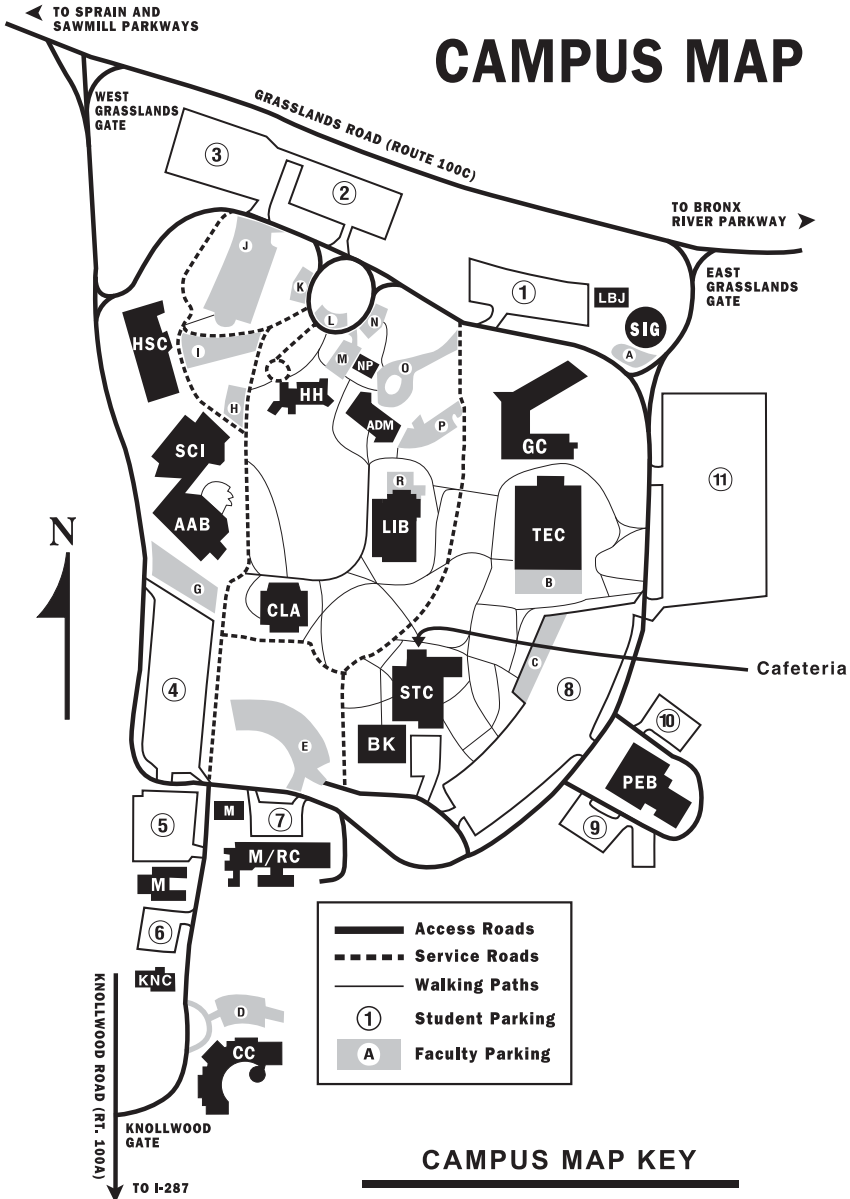 TO SPRAIN AND
SAWMILL PARKWAYS
CAMPUS MAP
WEST
GRASSLANDS
GATE
GRASSLANDS ROAD (ROUTE 100C)
3
2
TO BRONX
RIVER PARKWAY
EAST
GRASSLANDS
GATE
J
K
1
LBJ
L
N
SIG
HSC
I
M
NP
O
A
HH
H
ADM
P
SCI
GC
R
11
AAB
LIB
TEC
N
G
B
CLA
C
Cafeteria
4
STC
8
10
E
BK
PEB
5
M
7
9
M/RC
M
6
KNC
D
CC
Access Roads
Service Roads
Walking Paths
1 Student Parking
A Faculty Parking
KNOLLWOOD ROAD (RT. 100A)
KNOLLWOOD
GATE
TO I-287
CAMPUS MAP KEY